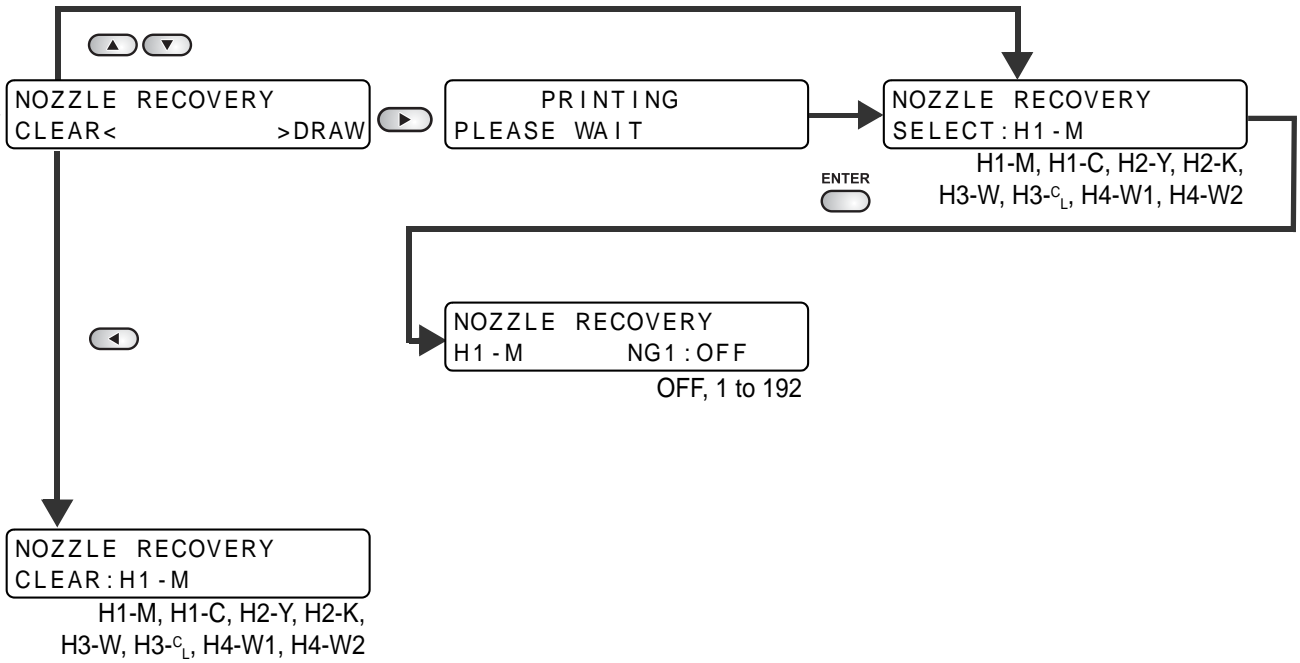 NOZZLE RECOVERY
CLEAR< >DRAW
PRINTING
PLEASE WAIT
NOZZLE RECOVERY
SELECT:H1-M
H1-M, H1-C, H2-Y, H2-K,
H3-W, H3-CL, H4-W1, H4-W2
ENTER
NOZZLE RECOVERY
H1-M NG1:OFF
OFF, 1 to 192
NOZZLE RECOVERY
CLEAR:H1-M
H1-M, H1-C, H2-Y, H2-K,
H3-W, H3-CL, H4-W1, H4-W2